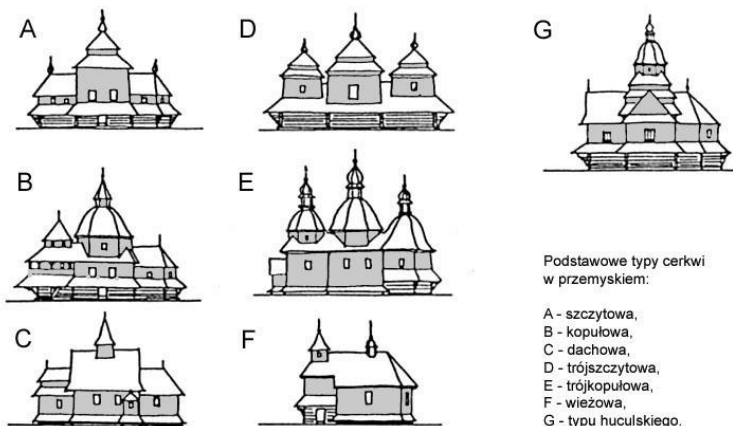 A
D
G
B
E
C
F
Podstawowe typy cerkwi
w przemyskiem:
A - szczytowa,
B - kopułowa,
C - dachowa,
D - trójszczytowa,
E - trójkopułowa,
F - wieżowa,
G - typu huculskiego.